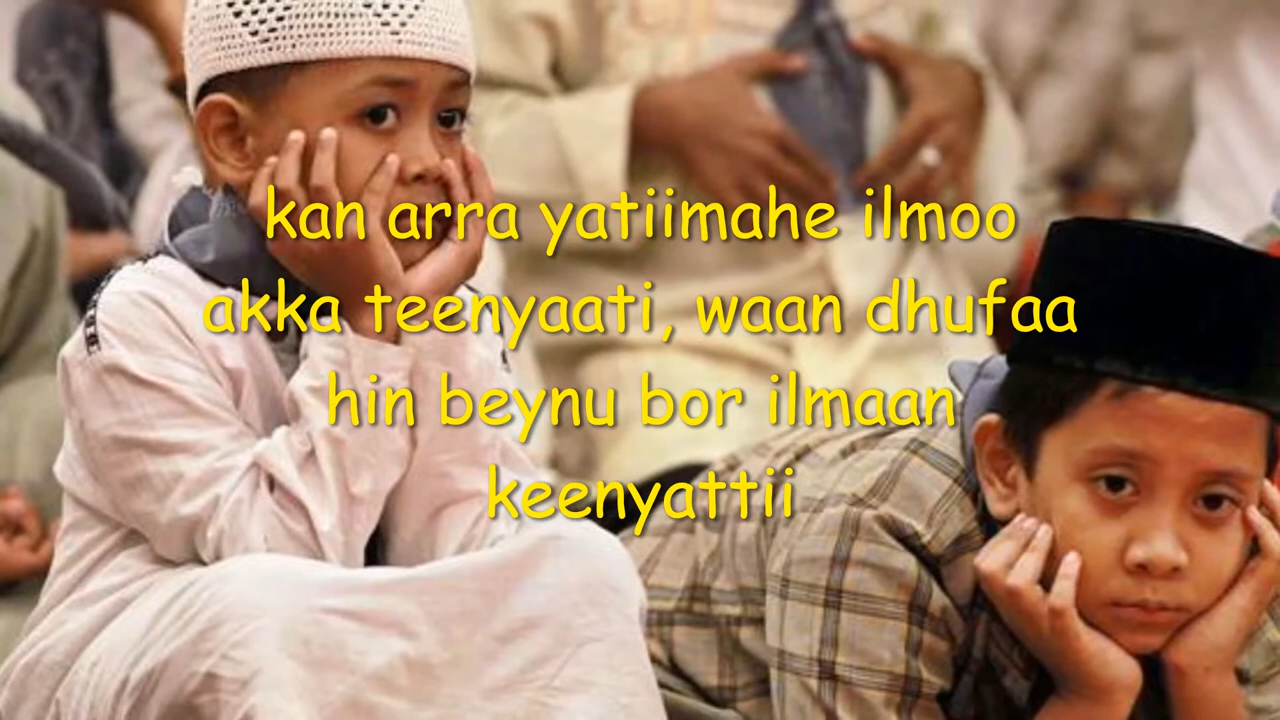 kan arra yatiimahe ilmoo
akka teenyaati, waan dhufaa
hin beynu bor ilmaan
keenyattii